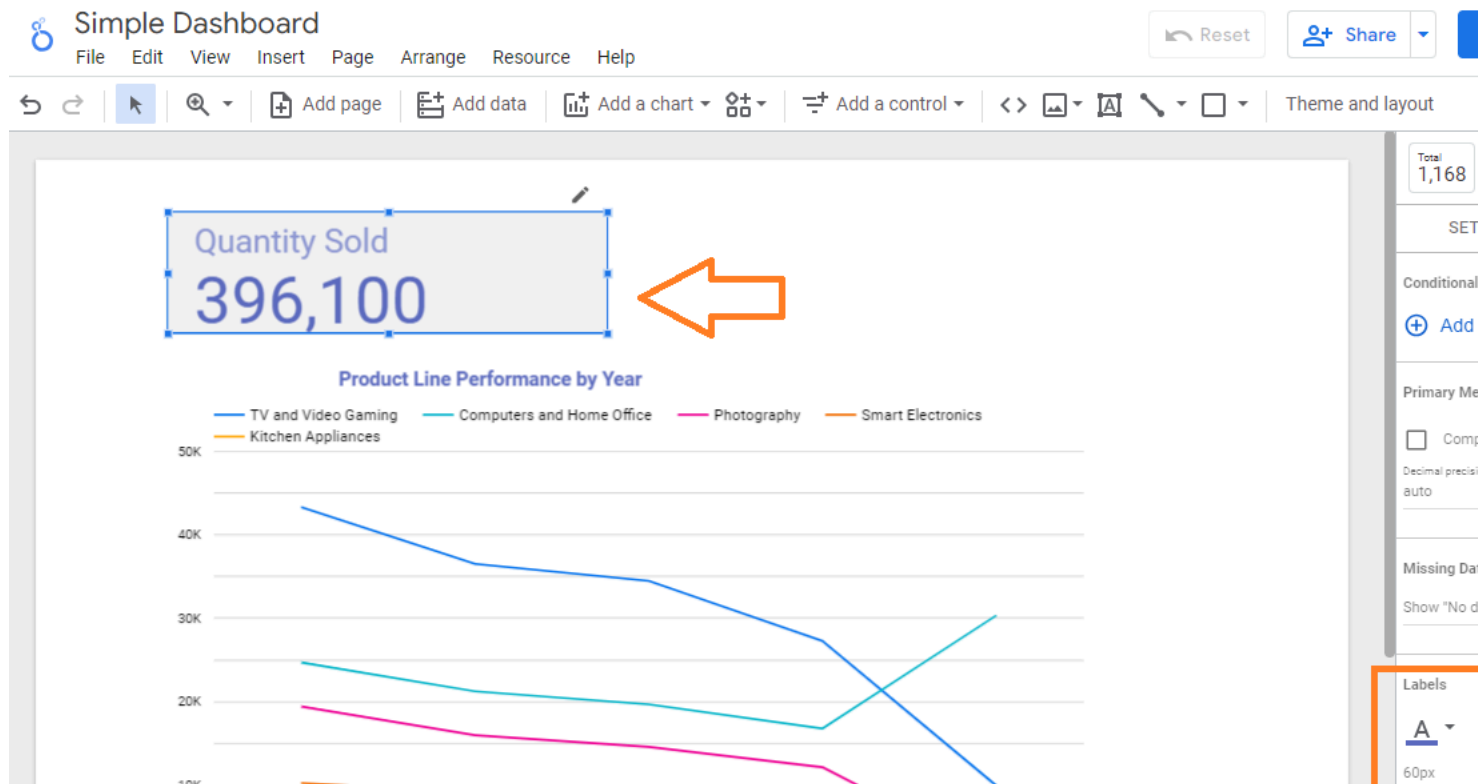 Simple Dashboard
File Edit View Insert Page Arrange Resource Help
Reset
Share
Add page
Add data
Add a chart
Add a control
Theme and layout
Total
1,168
SET
Conditional
Add
Primary Me
Comp
Decimal precisi
auto
Missing Dat
Show "No d
Labels
A
60px
Quantity Sold
396,100
Product Line Performance by Year
TV and Video Gaming
Computers and Home Office
Photography
Smart Electronics
Kitchen Appliances
50K
40K
30K
20K